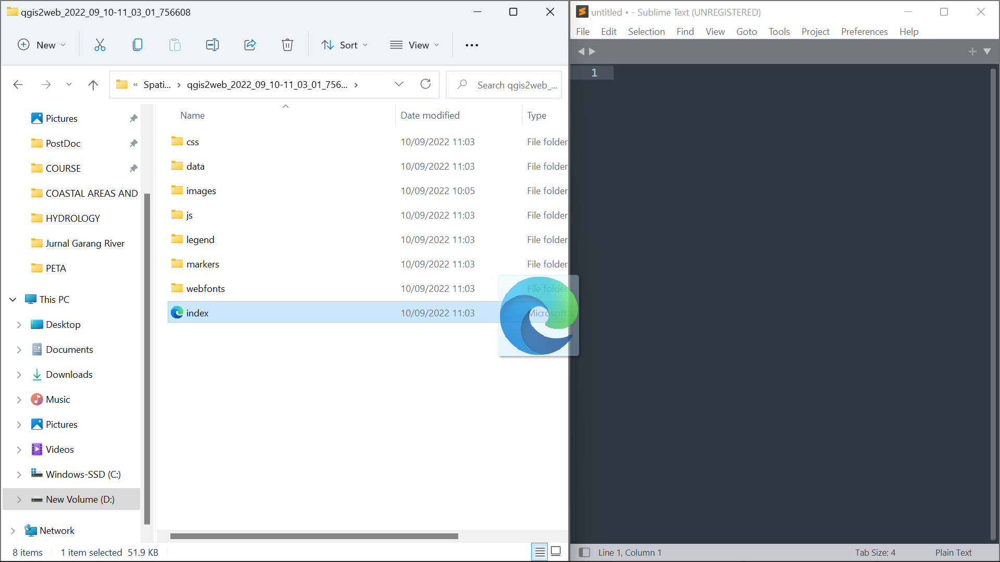 qgis2web_2022_09_10-11_03_01_756608
New
Sort
View
« Spati... › qgis2web_2022_09_10-11_03_01_756... ›
Search qgis2web_...
Name Date modified Type
css 10/09/2022 11:03 File folder
data 10/09/2022 11:03 File folder
images 10/09/2022 10:05 File folder
js 10/09/2022 11:03 File folder
legend 10/09/2022 11:03 File folder
markers 10/09/2022 11:03 File folder
webfonts 10/09/2022 11:03 File folder
index 10/09/2022 11:03 Microsoft
Pictures
PostDoc
COURSE
COASTAL AREAS AND
HYDROLOGY
Jurnal Garang River
PETA
This PC
Desktop
Documents
Downloads
Music
Pictures
Videos
Windows-SSD (C:)
New Volume (D:)
Network
8 items 1 item selected 51.9 KB
untitled • - Sublime Text (UNREGISTERED)
File Edit Selection Find View Goto Tools Project Preferences Help
1
Line 1, Column 1 Tab Size: 4 Plain Text